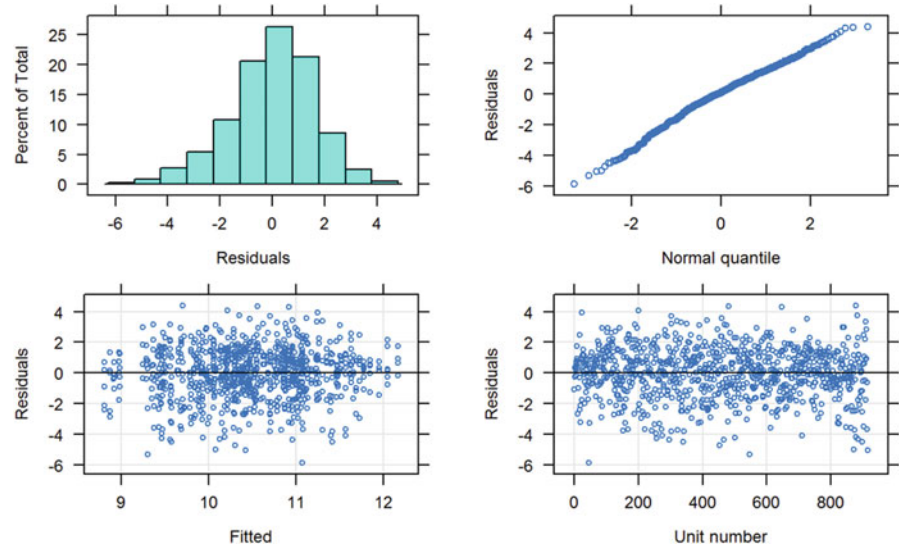 Percent of Total
25
20
15
10
5
0
-6 -4 -2 0 2 4
Residuals
Residuals
4
2
0
-2
-4
-6
-2 0 2
Normal quantile
Residuals
4
2
0
-2
-4
-6
9 10 11 12
Fitted
Residuals
4
2
0
-2
-4
-6
0 200 400 600 800
Unit number